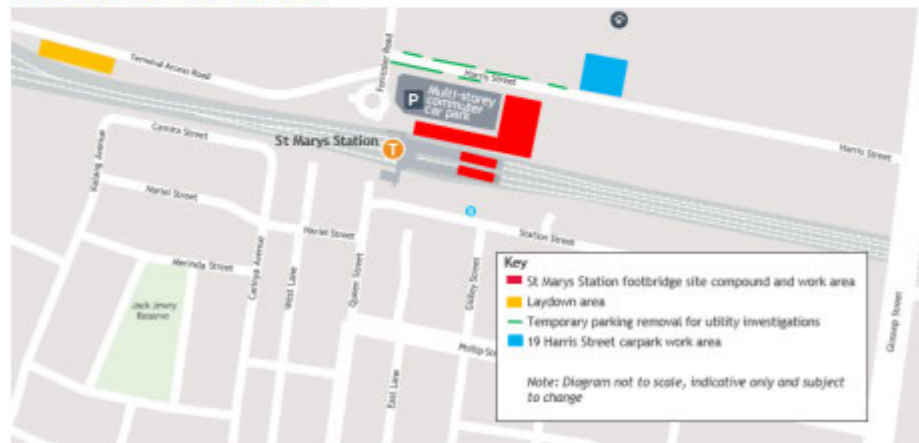 Terminal Access Road
Forrester Road
Harris Street
P
Multi-storey
commuter
car park
St Marys Station
T
Camira Street
Harris Street
Kalang Avenue
Nariel Street
Nariel Street
Station Street
Merinda Street
Carinya Avenue
West Lane
Queen Street
Gidley Street
Jack Jewry
Reserve
Phillip St
East Lane
Glossop Street
Key
St Marys Station footbridge site compound and work area
Laydown area
Temporary parking removal for utility investigations
19 Harris Street carpark work area
Note: Diagram not to scale, indicative only and subject
to change